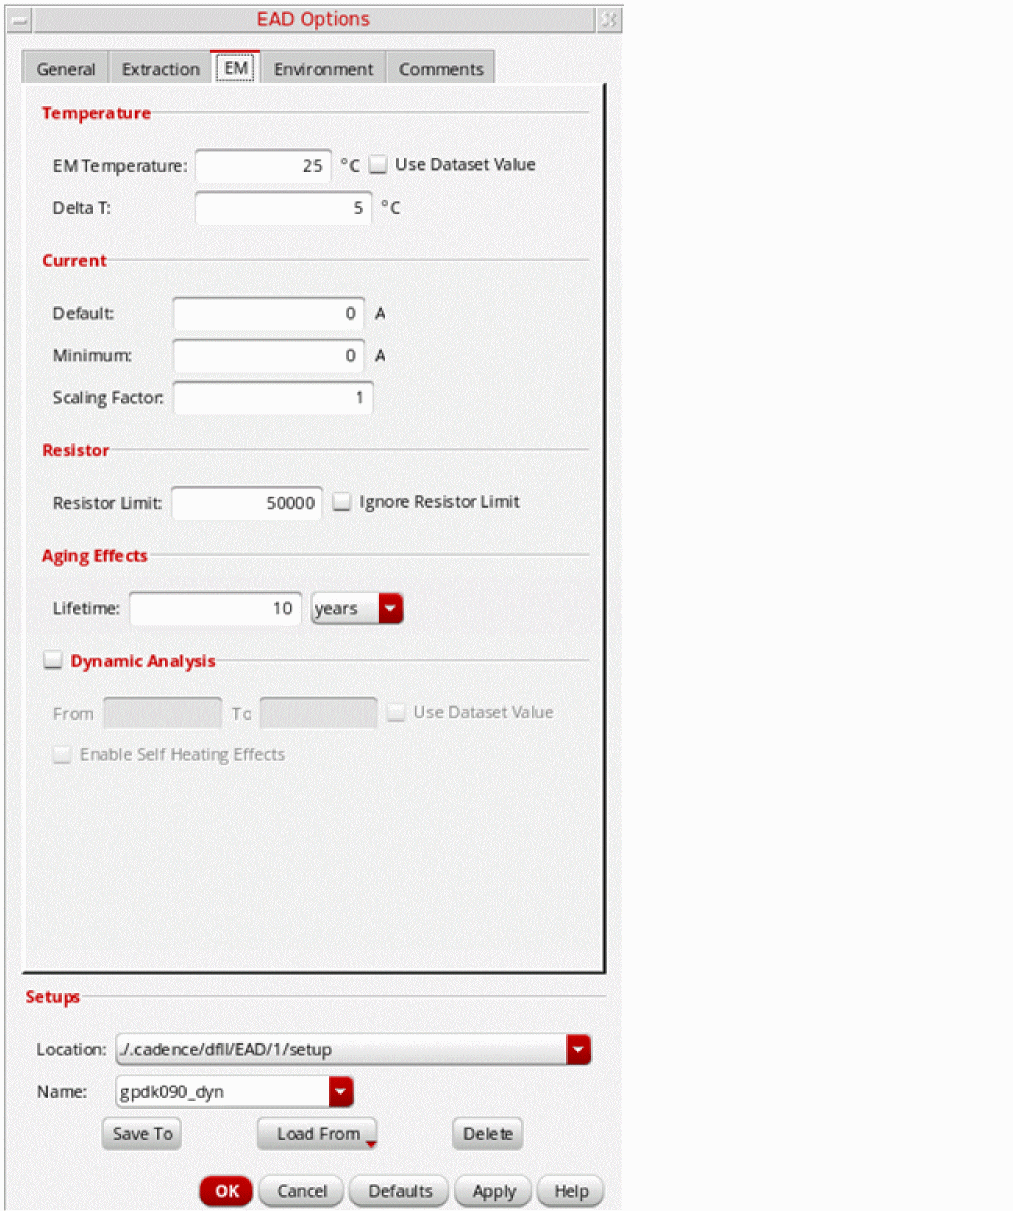 EAD Options
General Extraction EM Environment Comments
Temperature
EM Temperature: 25 °C Use Dataset Value
Delta T: 5 °C
Current
Default: 0 A
Minimum: 0 A
Scaling Factor: 1
Resistor
Resistor Limit: 50000 Ignore Resistor Limit
Aging Effects
Lifetime: 10 years
Dynamic Analysis
From To Use Dataset Value
Enable Self Heating Effects
Setups
Location: ./.cadence/dfII/EAD/1/setup
Name: gpdk090_dyn
Save To Load From Delete
OK Cancel Defaults Apply Help